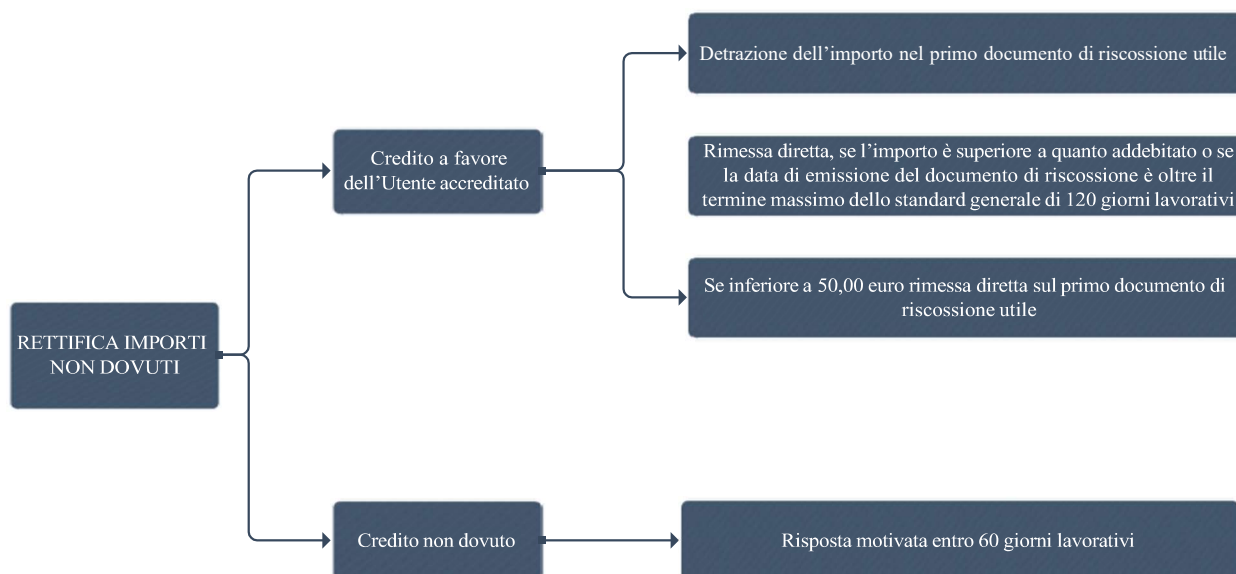 RETTIFICA IMPORTI
NON DOVUTI
Credito a favore
dell'Utente accreditato
Detrazione dell'importo nel primo documento di riscossione utile
Rimessa diretta, se l'importo è superiore a quanto addebitato o se
la data di emissione del documento di riscossione è oltre il
termine massimo dello standard generale di 120 giorni lavorativi
Se inferiore a 50,00 euro rimessa diretta sul primo documento di
riscossione utile
Credito non dovuto
Risposta motivata entro 60 giorni lavorativi